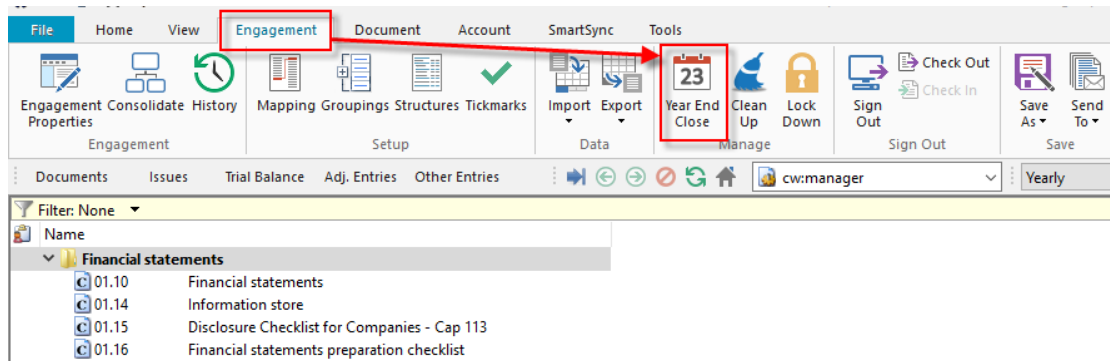 File Home View Engagement Document Account SmartSync Tools
23 Check Out
Check In
Engagement Consolidate History Mapping Groupings Structures Tickmarks Import Export Year End Clean Lock Sign Save Send
Properties Close Up Down Out As To
Engagement Setup Data Manage Sign Out Save
Documents Issues Trial Balance Adj. Entries Other Entries cw:manager Yearly
Filter: None
Name
Financial statements
01.10 Financial statements
01.14 Information store
01.15 Disclosure Checklist for Companies - Cap 113
01.16 Financial statements preparation checklist